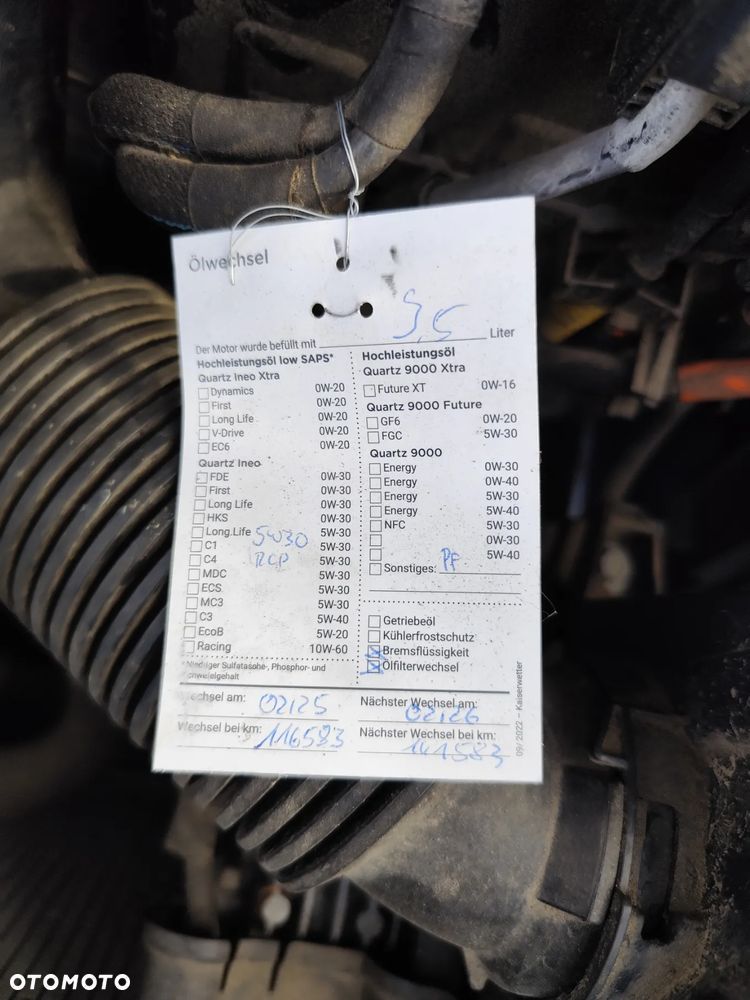 Ölwechsel
Der Motor wurde befüllt mit 3,5 Liter
Hochleistungsöl low SAPS*
Quartz Ineo Xtra
Dynamics 0W-20
First 0W-20
Long Life 0W-20
V-Drive 0W-20
EC6 0W-20
Quartz Ineo
FDE 0W-30
First 0W-30
Long Life 0W-30
HKS 0W-30
Long.Life 5W-30
C1 5W30 5W-30
C4 RCP 5W-30
MDC 5W-30
ECS 5W-30
MC3 5W-30
C3 5W-40
EcoB 5W-20
Racing 10W-60
*Niedriger Sulfatasche-, Phosphor- und
Hochleistungsöl
Quartz 9000 Xtra
Future XT 0W-16
Quartz 9000 Future
GF6 0W-20
FGC 5W-30
Quartz 9000
Energy 0W-30
Energy 0W-40
Energy 5W-30
Energy 5W-40
NFC 5W-30
0W-30
5W-40
Sonstiges: PF
Getriebeöl
Kühlerfrostschutz
Bremsflüssigkeit
Ölfilterwechsel
Wechsel am: 02125
Nächster Wechsel am: 02126
Wechsel bei km: 116583
Nächster Wechsel bei km: 141583
09/2022 – Kaiserwetter
OTOMOTO